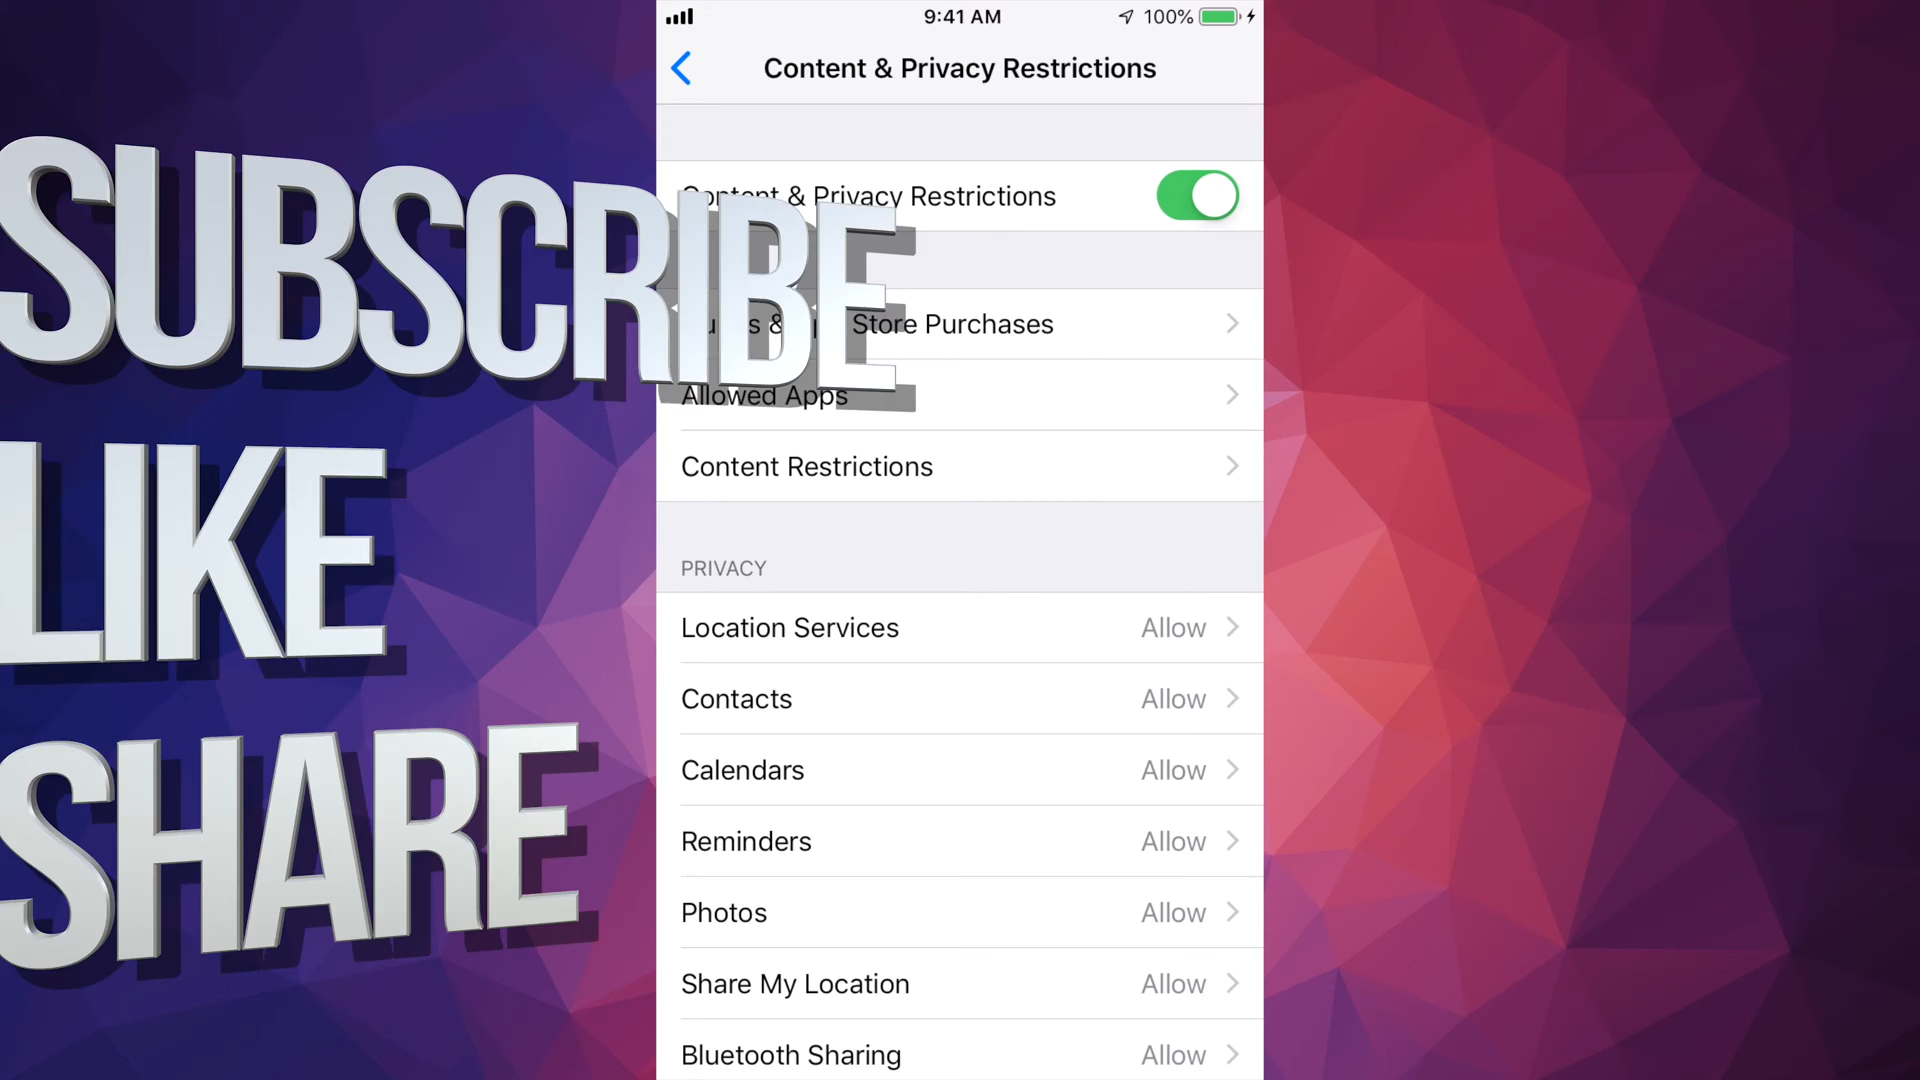 9:41 AM 100%
Content & Privacy Restrictions
Content & Privacy Restrictions
SUBSCRIBE
Store Purchases
Allowed Apps
Content Restrictions
LIKE
PRIVACY
Location Services Allow
Contacts Allow
Calendars Allow
SHARE
Reminders Allow
Photos Allow
Share My Location Allow
Bluetooth Sharing Allow